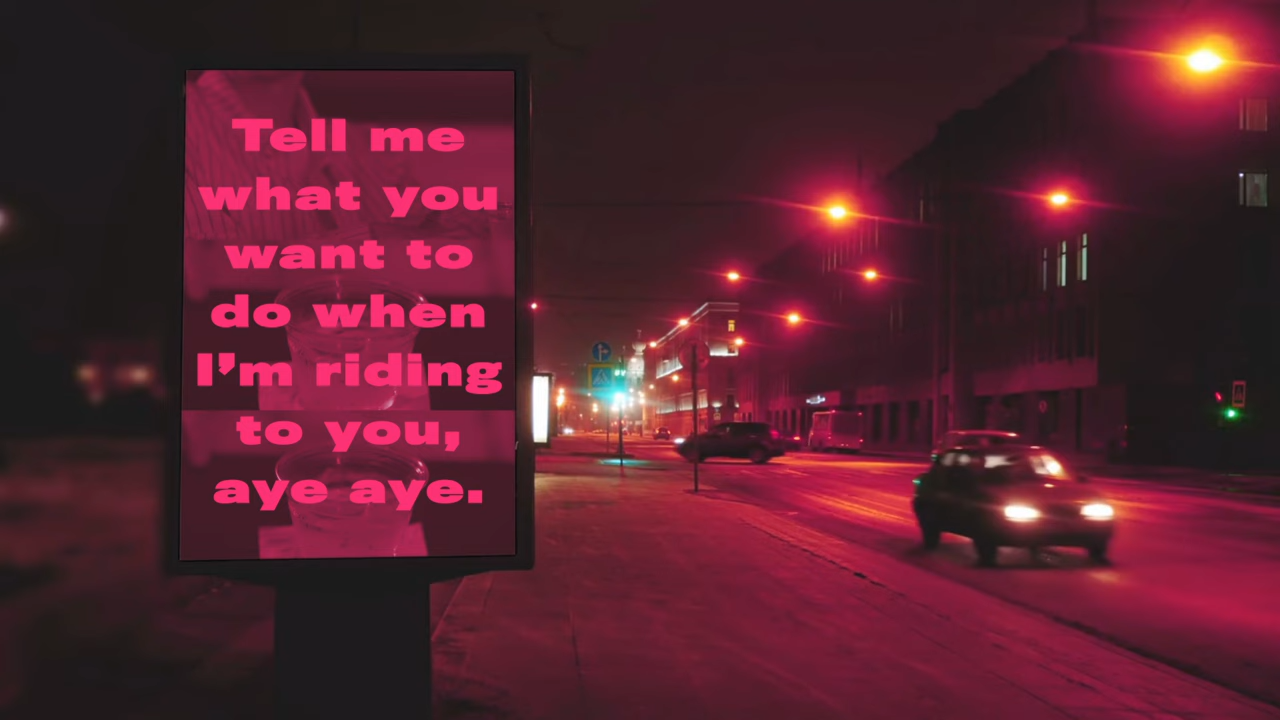 Tell me
what you
want to
do when
I'm riding
to you,
aye aye.